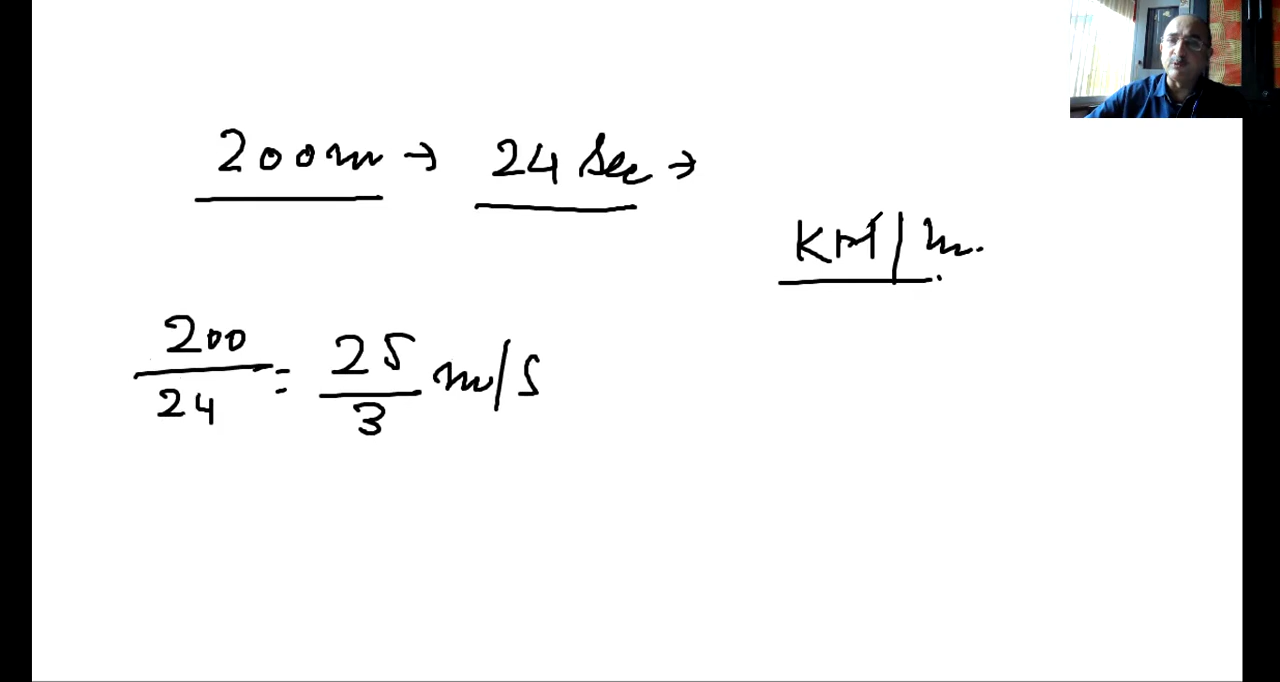 200m → 24 Sec →
KM/hr.
200/24 = 25/3 m/s